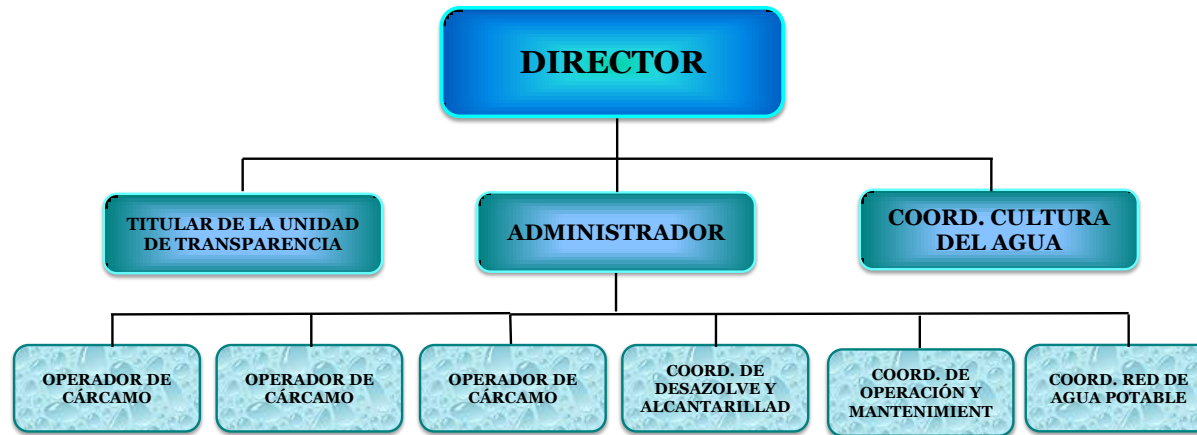 DIRECTOR
TITULAR DE LA UNIDAD
DE TRANSPARENCIA
ADMINISTRADOR
COORD. CULTURA
DEL AGUA
OPERADOR DE
CÁRCAMO
OPERADOR DE
CÁRCAMO
OPERADOR DE
CÁRCAMO
COORD. DE
DESAZOLVE Y
ALCANTARILLAD
COORD. DE
OPERACIÓN Y
MANTENIMIENT
COORD. RED DE
AGUA POTABLE